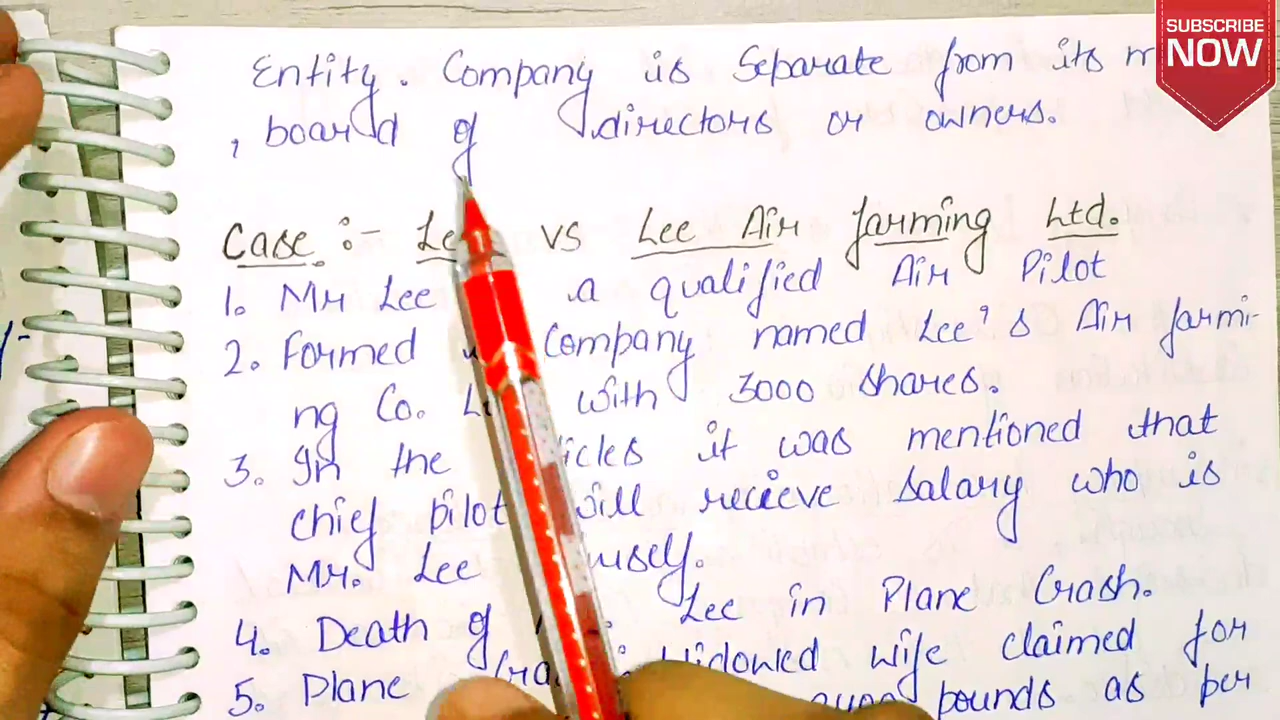 SUBSCRIBE
NOW
Entity. Company is Separate from its
, board of directors or owners.
Case :- vs Lee Air farming Ltd.
1. Mr Lee a qualified Air Pilot
2. Formed Company named Lee's Air farmi-
ng Co. with 3000 shares.
3. In the it was mentioned that
chief pilot will recieve salary who is
Mr. Lee
4. Death of Lee in Plane Crash.
5. Plane widowed wife claimed for
pounds as per